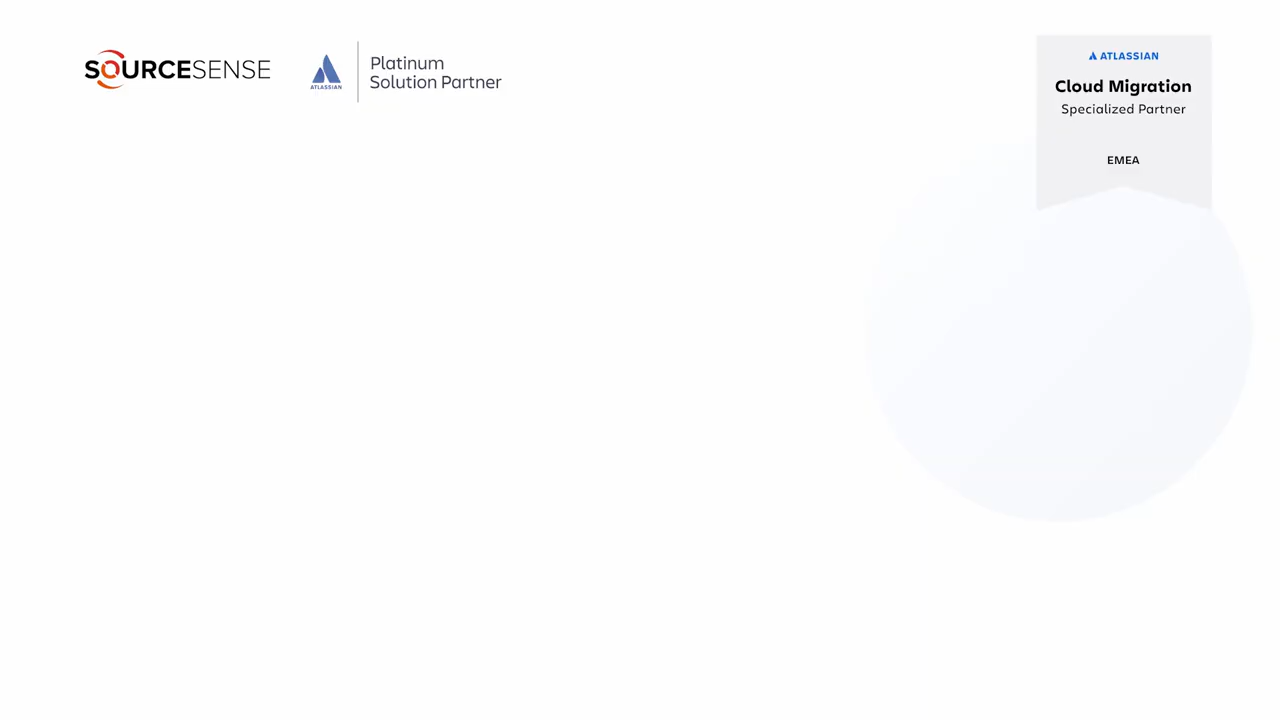 SOURCESENSE
ATLASSIAN
Platinum
Solution Partner
ATLASSIAN
Cloud Migration
Specialized Partner
EMEA